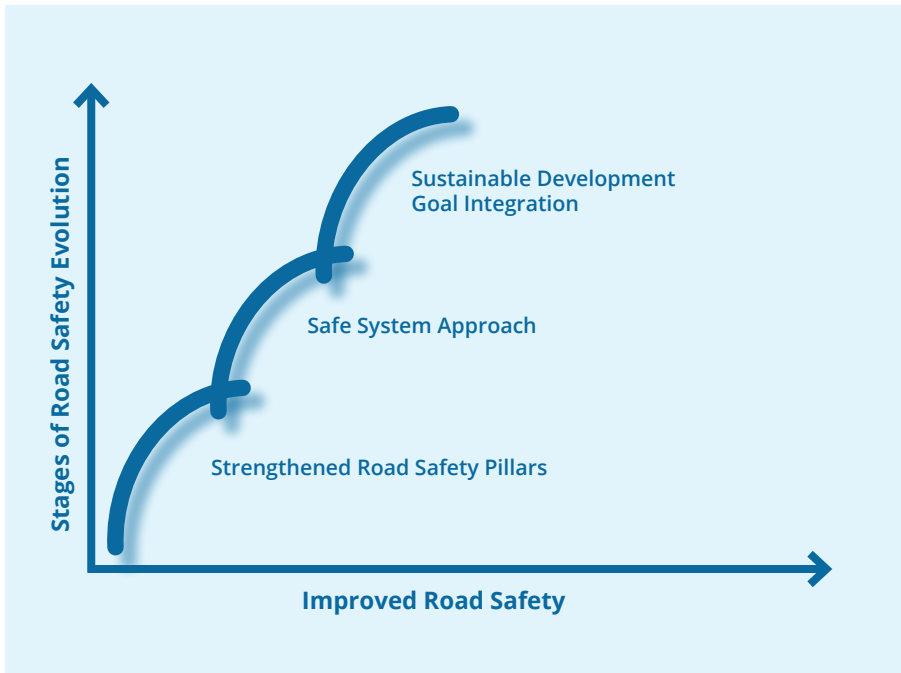 Stages of Road Safety Evolution
Sustainable Development
Goal Integration
Safe System Approach
Strengthened Road Safety Pillars
Improved Road Safety